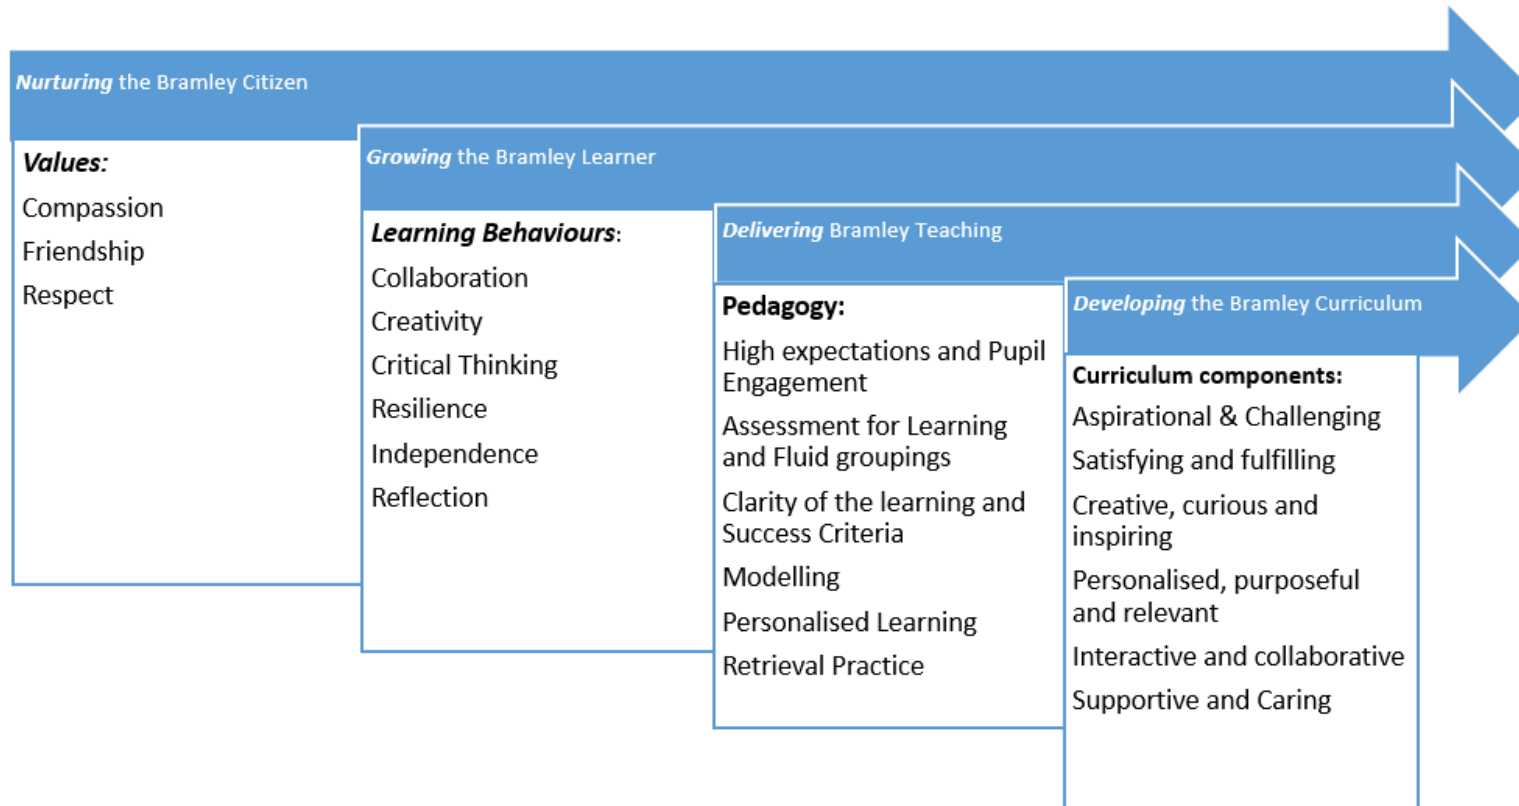 Nurturing the Bramley Citizen
Values:
Compassion
Friendship
Respect
Growing the Bramley Learner
Learning Behaviours:
Collaboration
Creativity
Critical Thinking
Resilience
Independence
Reflection
Delivering Bramley Teaching
Pedagogy:
High expectations and Pupil
Engagement
Assessment for Learning
and Fluid groupings
Clarity of the learning and
Success Criteria
Modelling
Personalised Learning
Retrieval Practice
Developing the Bramley Curriculum
Curriculum components:
Aspirational & Challenging
Satisfying and fulfilling
Creative, curious and
inspiring
Personalised, purposeful
and relevant
Interactive and collaborative
Supportive and Caring